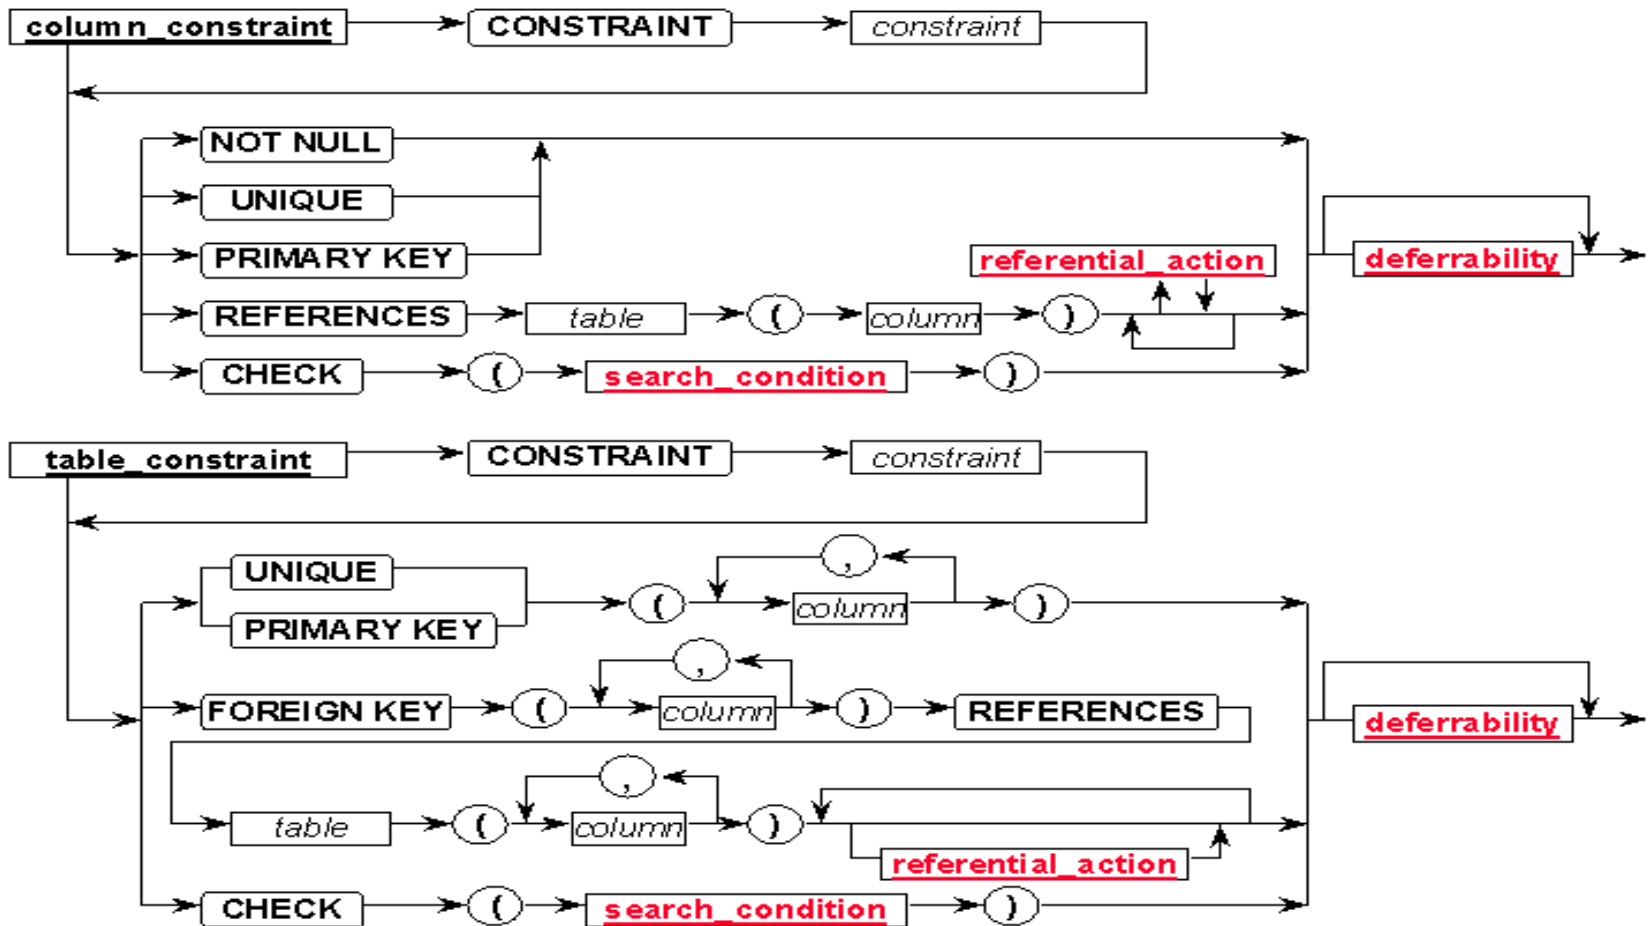 column_constraint CONSTRAINT constraint
NOT NULL
UNIQUE
PRIMARY KEY
referential_action deferrability
REFERENCES table ( column )
CHECK ( search_condition )
table_constraint CONSTRAINT constraint
,
UNIQUE
( column )
PRIMARY KEY
,
FOREIGN KEY ( column ) REFERENCES
deferrability
,
table ( column )
referential_action
CHECK ( search_condition )